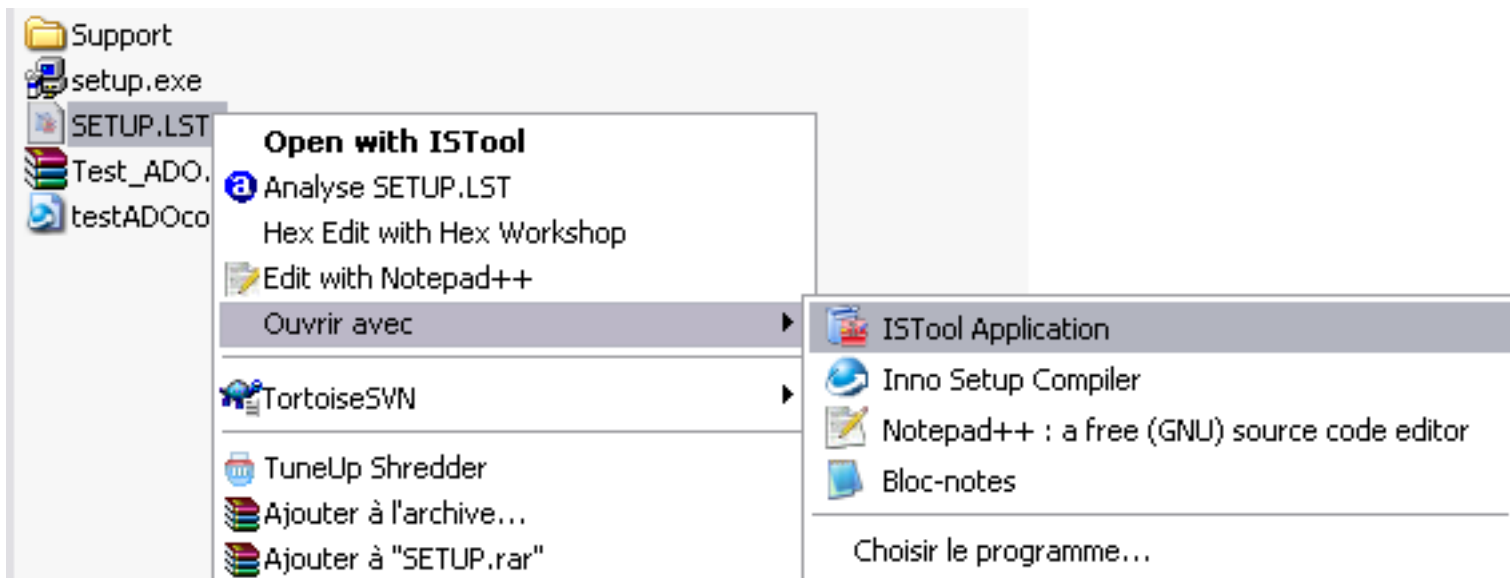 Support
setup.exe
SETUP.LST
Test_ADO.
testADOco
Open with ISTool
Analyse SETUP.LST
Hex Edit with Hex Workshop
Edit with Notepad++
Ouvrir avec
TortoiseSVN
TuneUp Shredder
Ajouter à l'archive...
Ajouter à "SETUP.rar"
ISTool Application
Inno Setup Compiler
Notepad++ : a free (GNU) source code editor
Bloc-notes
Choisir le programme...